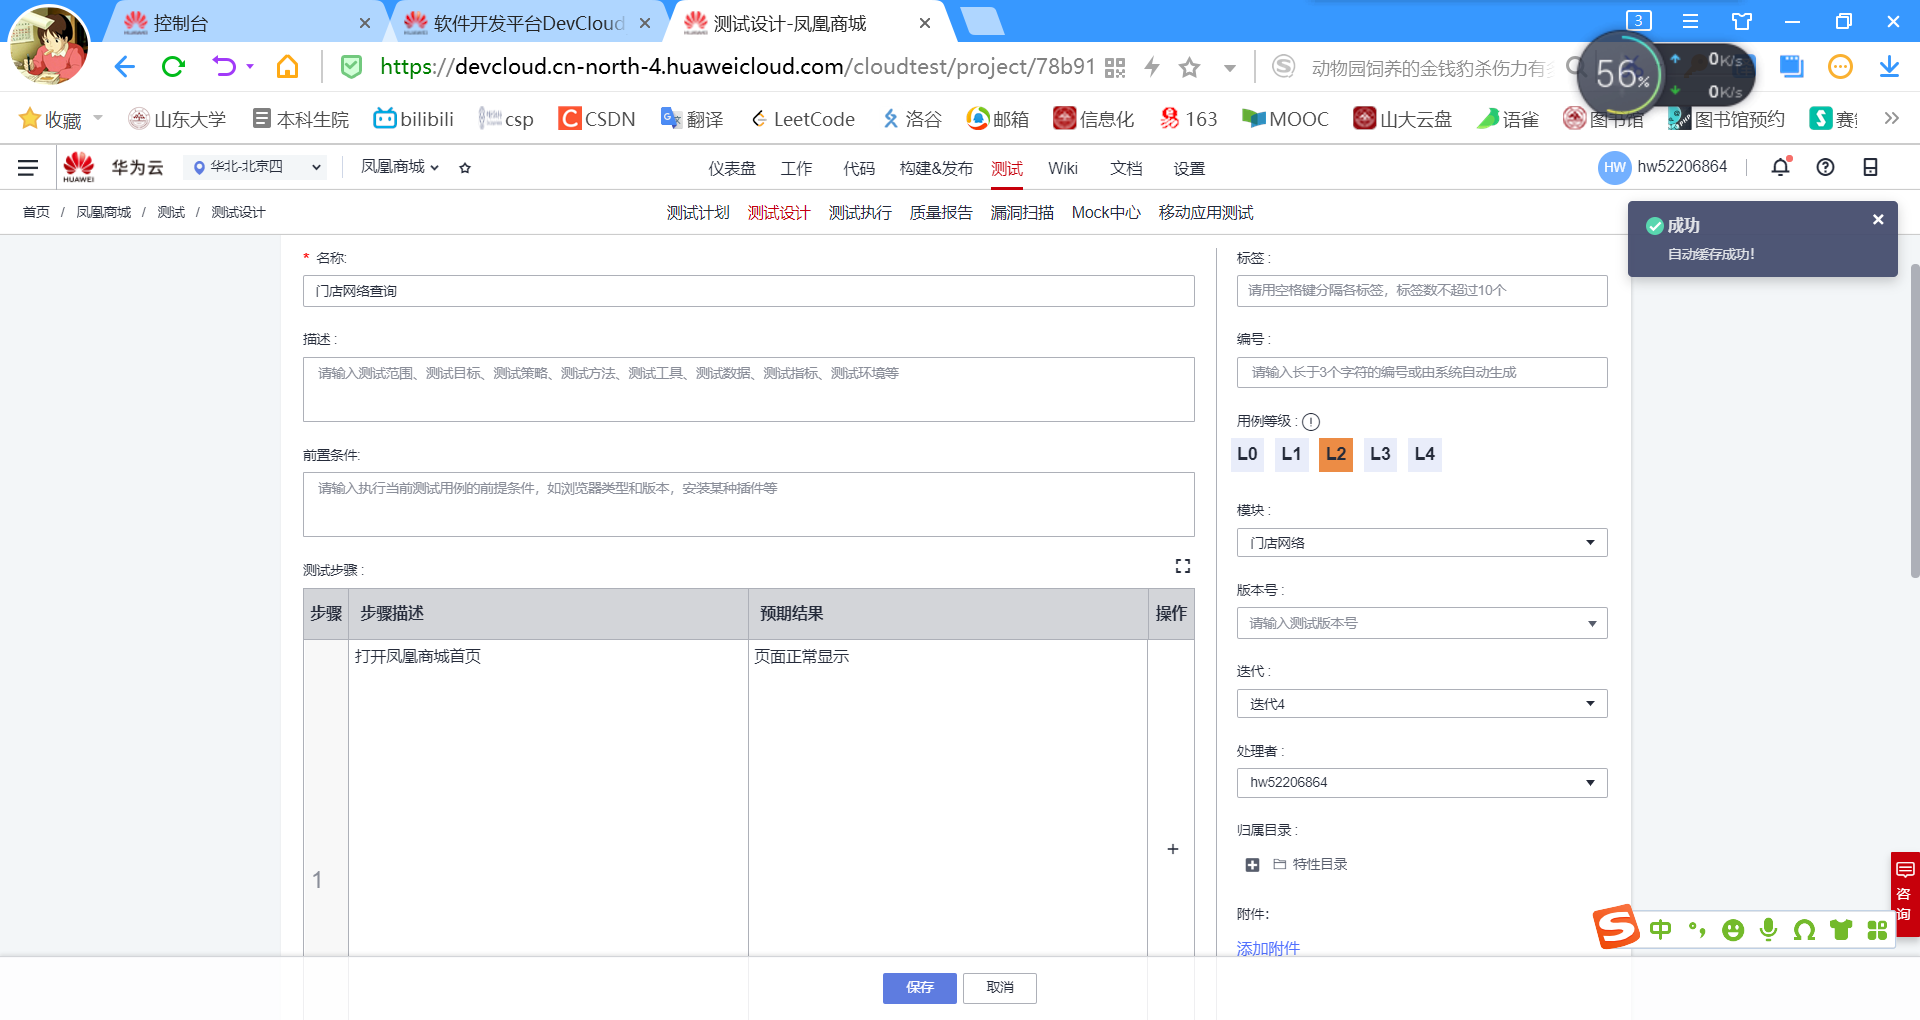 控制台
软件开发平台DevCloud
测试设计-凤凰商城
3
https://devcloud.cn-north-4.huaweicloud.com/cloudtest/project/78b91
动物园饲养的金钱豹杀伤力有
56%
0K/s
0K/s
收藏
山东大学
本科生院
bilibili
csp
CSDN
翻译
LeetCode
洛谷
邮箱
信息化
163
MOOC
山大云盘
语雀
图书馆
图书馆预约
HUAWEI
华为云
华北-北京四
凤凰商城
仪表盘
工作
代码
构建&发布
测试
Wiki
文档
设置
HW
hw52206864
首页 / 凤凰商城 / 测试 / 测试设计
测试计划
测试设计
测试执行
质量报告
漏洞扫描
Mock中心
移动应用测试
成功
自动缓存成功!
* 名称:
门店网络查询
描述 :
请输入测试范围、测试目标、测试策略、测试方法、测试工具、测试数据、测试指标、测试环境等
前置条件:
请输入执行当前测试用例的前提条件，如浏览器类型和版本，安装某种插件等
测试步骤 :
步骤
步骤描述
预期结果
操作
1
打开凤凰商城首页
页面正常显示
+
标签 :
请用空格键分隔各标签，标签数不超过10个
编号 :
请输入长于3个字符的编号或由系统自动生成
用例等级 :
L0 L1 L2 L3 L4
模块 :
门店网络
版本号 :
请输入测试版本号
迭代 :
迭代4
处理者 :
hw52206864
归属目录 :
特性目录
附件:
添加附件
咨询
中
保存
取消